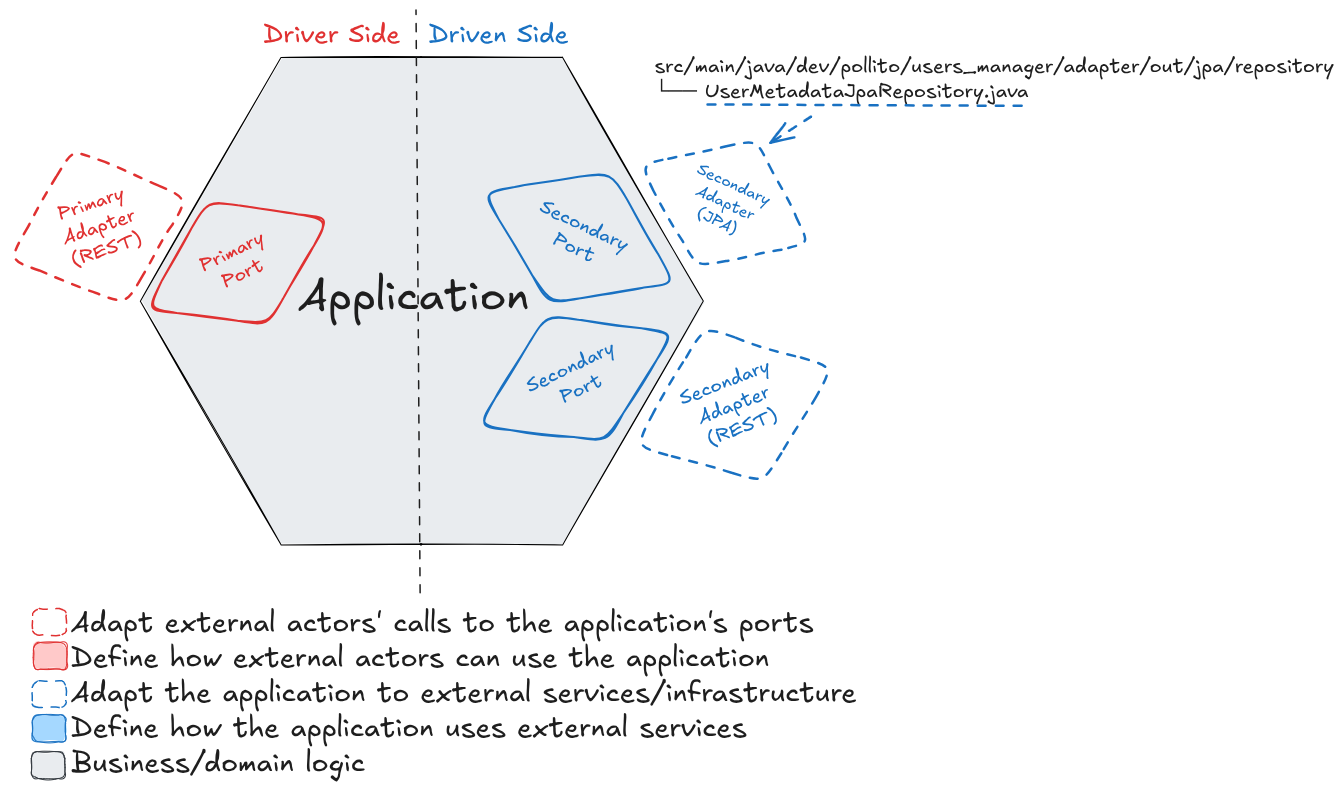 Driver Side
Driven Side
src/main/java/dev/pollito/users_manager/adapter/out/jpa/repository
UserMetadataJpaRepository.java
Primary
Adapter
(REST)
Primary
Port
Application
Secondary
Port
Secondary
Adapter
(JPA)
Secondary
Port
Secondary
Adapter
(REST)
Adapt external actors' calls to the application's ports
Define how external actors can use the application
Adapt the application to external services/infrastructure
Define how the application uses external services
Business/domain logic